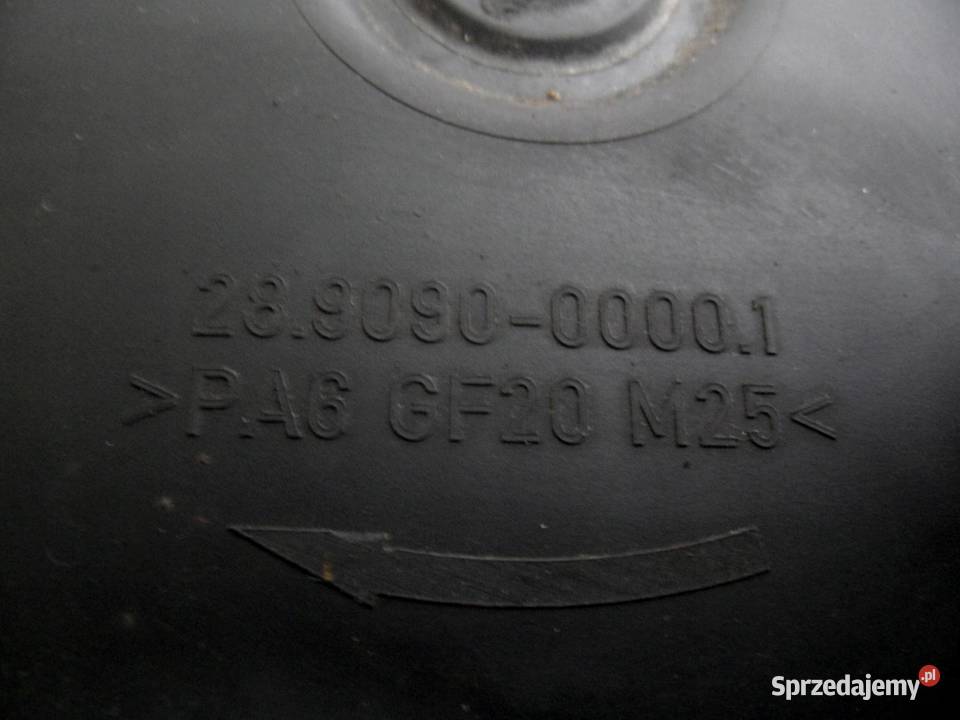 28.9090-0000.1
>PA6 GF20 M25<
Sprzedajemy.pl